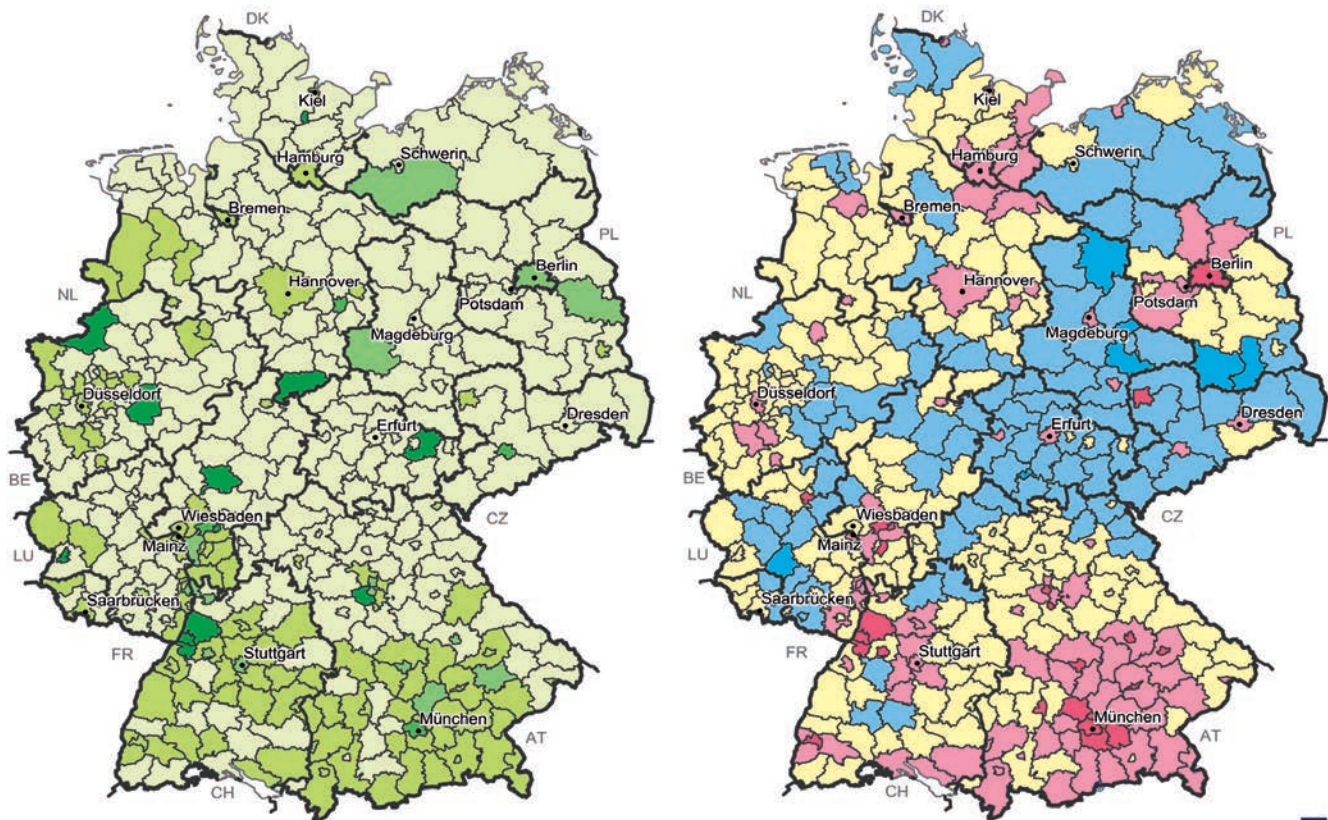 DK
Kiel
Hamburg
Schwerin
Bremen
PL
Berlin
Hannover
Potsdam
NL
Magdeburg
Düsseldorf
Dresden
Erfurt
BE
Wiesbaden
CZ
Mainz
LU
Saarbrücken
FR
Stuttgart
München
AT
CH
DK
Kiel
Hamburg
Schwerin
Bremen
PL
Berlin
Hannover
Potsdam
NL
Magdeburg
Düsseldorf
Dresden
Erfurt
BE
Wiesbaden
CZ
Mainz
LU
Saarbrücken
FR
Stuttgart
München
AT
CH